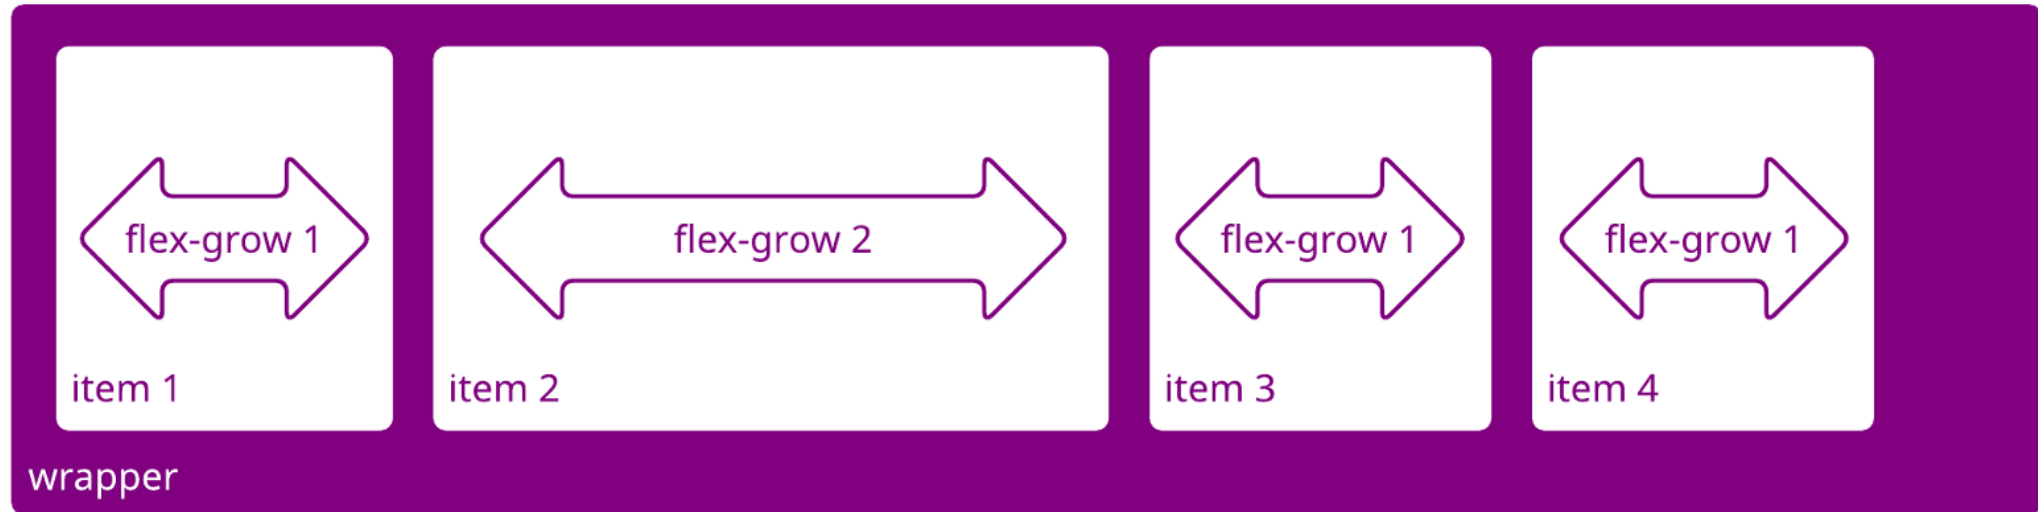 flex-grow 1
flex-grow 2
flex-grow 1
flex-grow 1
item 1
item 2
item 3
item 4
wrapper